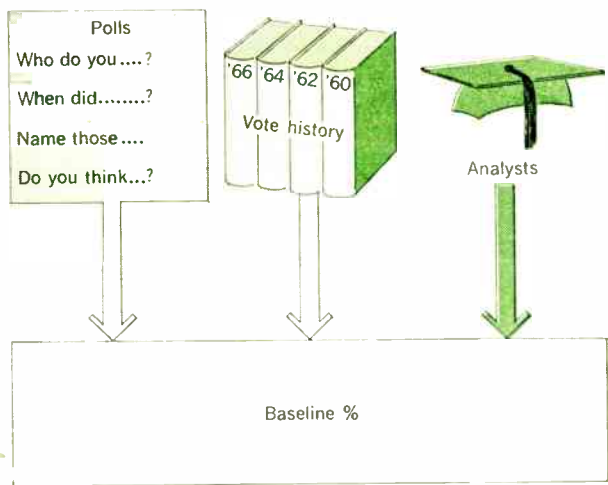 Polls
Who do you ....?
When did........?
Name those ....
Do you think...?
'66 '64 '62 '60
Vote history
Analysts
Baseline %